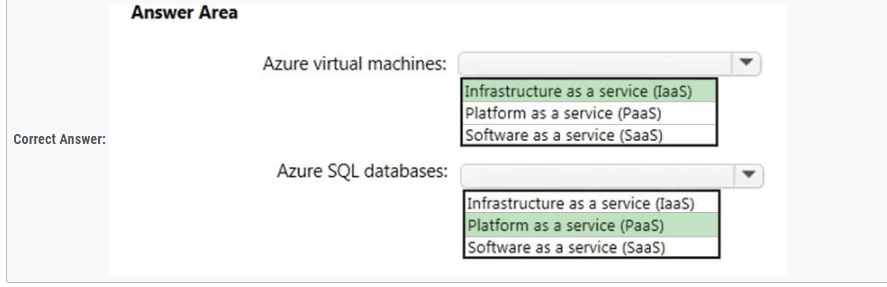 Answer Area
Azure virtual machines:
Infrastructure as a service (IaaS)
Platform as a service (PaaS)
Software as a service (SaaS)
Correct Answer:
Azure SQL databases:
Infrastructure as a service (IaaS)
Platform as a service (PaaS)
Software as a service (SaaS)